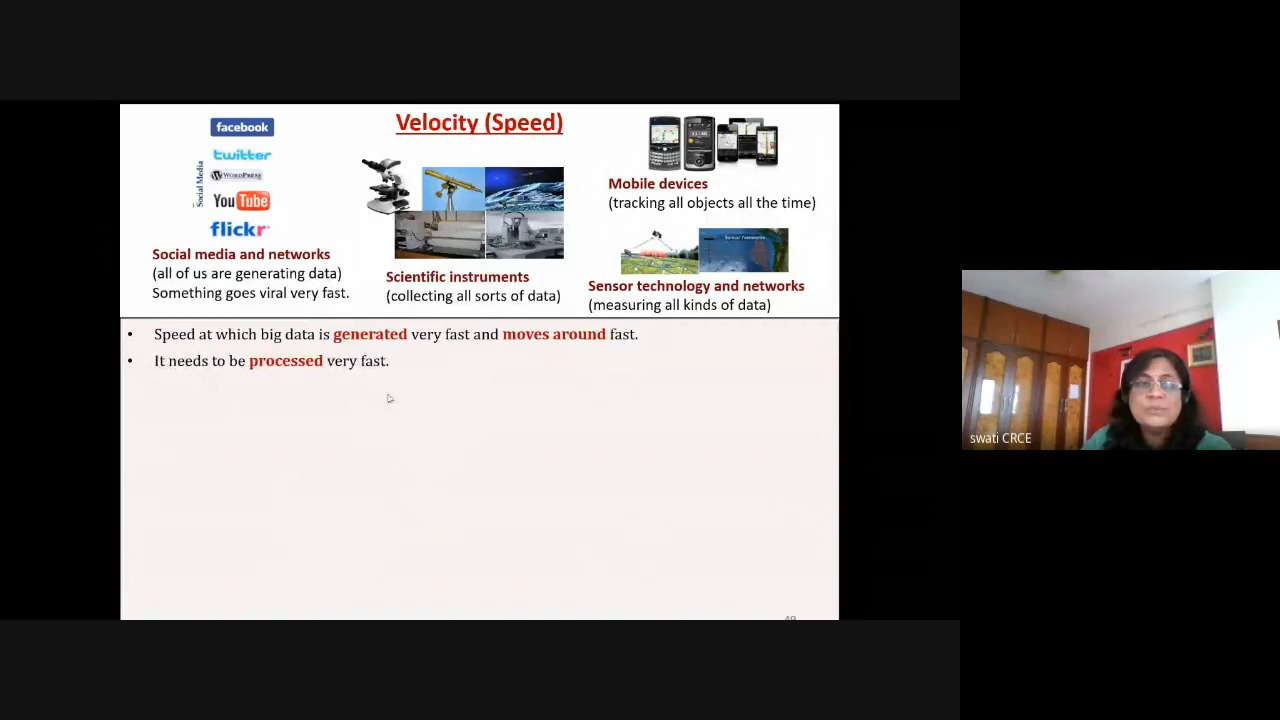 Velocity (Speed)
facebook
twitter
WORDPRESS
YouTube
flickr
Social Media
Social media and networks
(all of us are generating data)
Something goes viral very fast.
Scientific instruments
(collecting all sorts of data)
Mobile devices
(tracking all objects all the time)
Sensor Networks
Sensor technology and networks
(measuring all kinds of data)
• Speed at which big data is generated very fast and moves around fast.
• It needs to be processed very fast.
swati CRCE